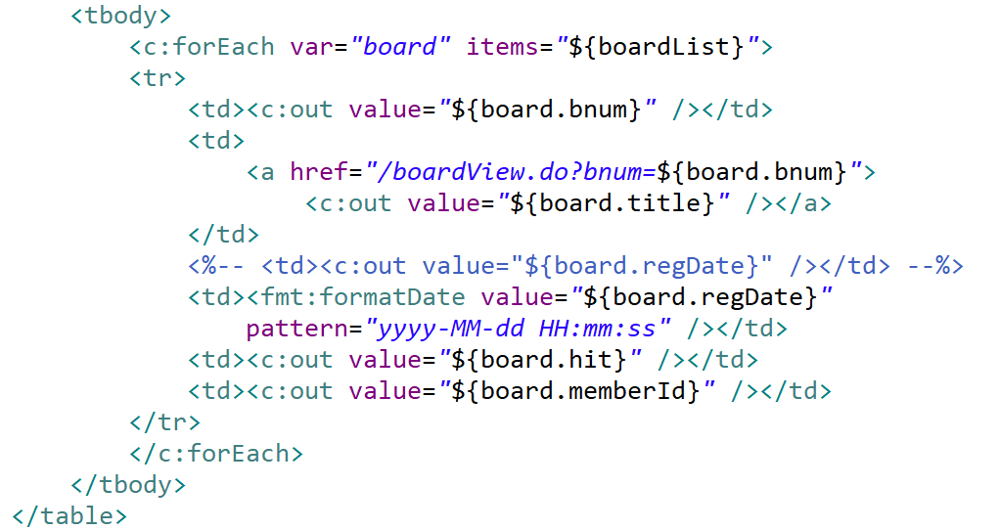 <tbody>
<c:forEach var="board" items="${boardList}">
<tr>
<td><c:out value="${board.bnum}" /></td>
<td>
<a href="/boardView.do?bnum=${board.bnum}">
<c:out value="${board.title}" /></a>
</td>
<%-- <td><c:out value="${board.regDate}" /></td> --%>
<td><fmt:formatDate value="${board.regDate}"
pattern="yyyy-MM-dd HH:mm:ss" /></td>
<td><c:out value="${board.hit}" /></td>
<td><c:out value="${board.memberId}" /></td>
</tr>
</c:forEach>
</tbody>
</table>